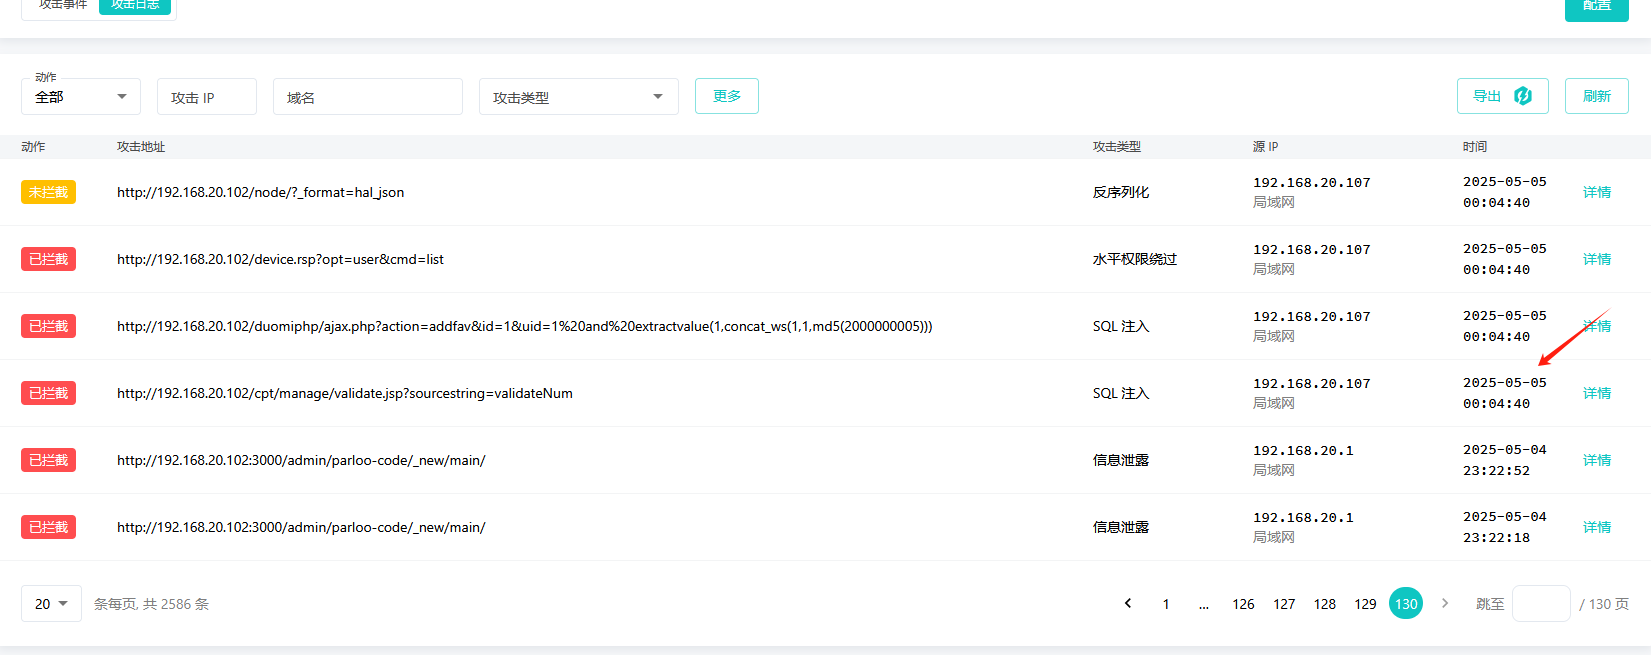 攻击事件 攻击日志 配置
动作
全部 攻击 IP 域名 攻击类型 更多 导出 刷新
动作 攻击地址 攻击类型 源 IP 时间
未拦截 http://192.168.20.102/node/?_format=hal_json 反序列化 192.168.20.107 2025-05-05 详情
局域网 00:04:40
已拦截 http://192.168.20.102/device.rsp?opt=user&cmd=list 水平权限绕过 192.168.20.107 2025-05-05 详情
局域网 00:04:40
已拦截 http://192.168.20.102/duomiphp/ajax.php?action=addfav&id=1&uid=1%20and%20extractvalue(1,concat_ws(1,1,md5(2000000005))) SQL 注入 192.168.20.107 2025-05-05 详情
局域网 00:04:40
已拦截 http://192.168.20.102/cpt/manage/validate.jsp?sourcestring=validateNum SQL 注入 192.168.20.107 2025-05-05 详情
局域网 00:04:40
已拦截 http://192.168.20.102:3000/admin/parloo-code/_new/main/ 信息泄露 192.168.20.1 2025-05-04 详情
局域网 23:22:52
已拦截 http://192.168.20.102:3000/admin/parloo-code/_new/main/ 信息泄露 192.168.20.1 2025-05-04 详情
局域网 23:22:18
20 条每页, 共 2586 条 1 ... 126 127 128 129 130 跳至 / 130 页